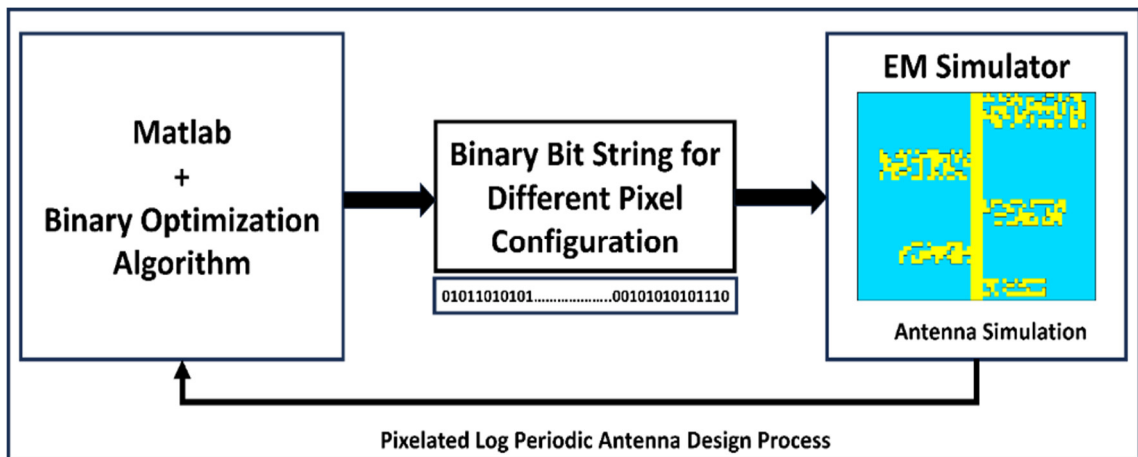 Matlab
+
Binary Optimization
Algorithm
Binary Bit String for
Different Pixel
Configuration
01011010101....................00101010101110
EM Simulator
Antenna Simulation
Pixelated Log Periodic Antenna Design Process